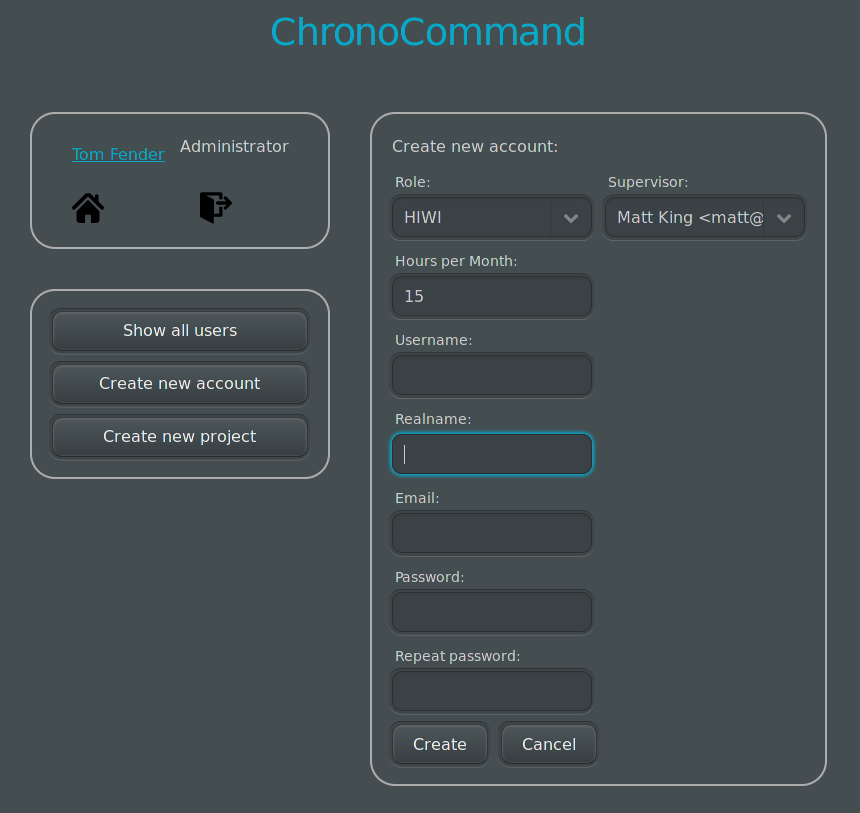 ChronoCommand
Tom Fender
Administrator
Show all users
Create new account
Create new project
Create new account:
Role:
Supervisor:
HIWI
Matt King <matt@
Hours per Month:
15
Username:
Realname:
Email:
Password:
Repeat password:
Create
Cancel